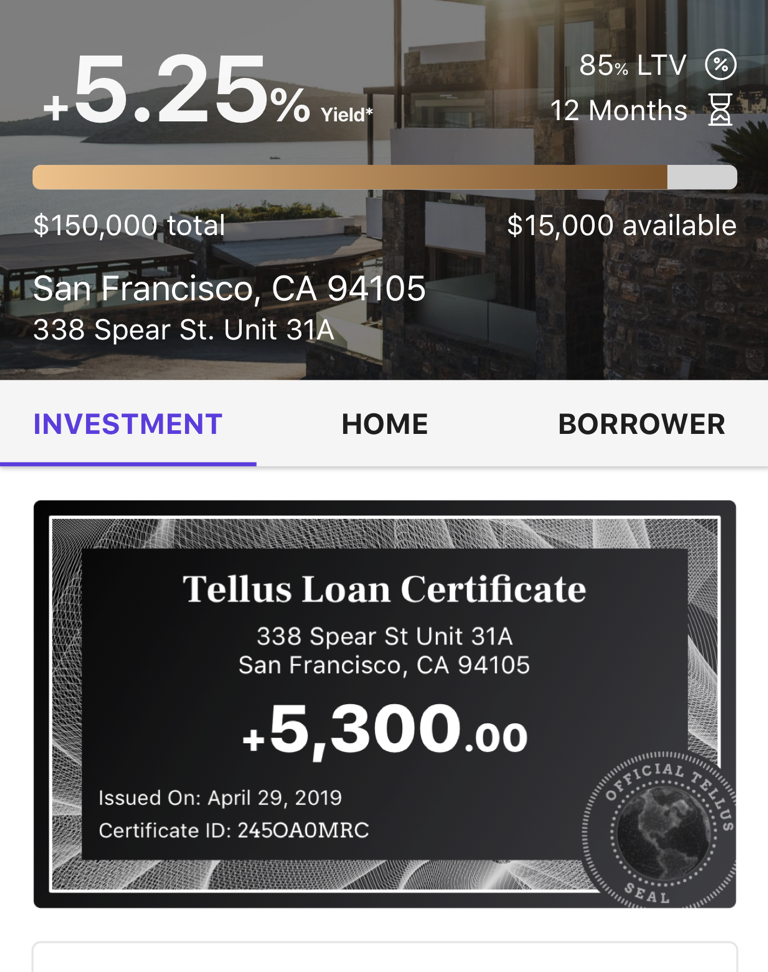 +5.25% Yield*
85% LTV
12 Months
$150,000 total
$15,000 available
San Francisco, CA 94105
338 Spear St. Unit 31A
INVESTMENT
HOME
BORROWER
Tellus Loan Certificate
338 Spear St Unit 31A
San Francisco, CA 94105
+5,300.00
Issued On: April 29, 2019
Certificate ID: 245OA0MRC
OFFICIAL TELLUS
SEAL